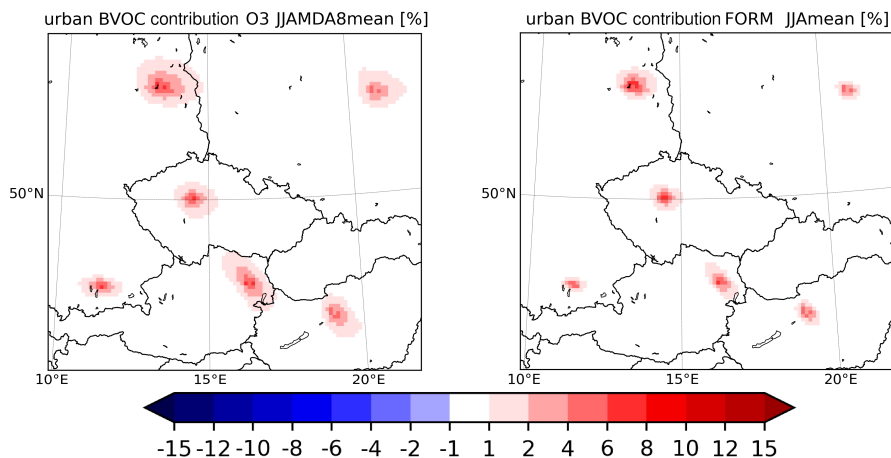 urban BVOC contribution O3 JJAMDA8mean [%]
urban BVOC contribution FORM JJAmean [%]
50°N
50°N
10°E 15°E 20°E
10°E 15°E 20°E
-15 -12 -10 -8 -6 -4 -2 -1 1 2 4 6 8 10 12 15